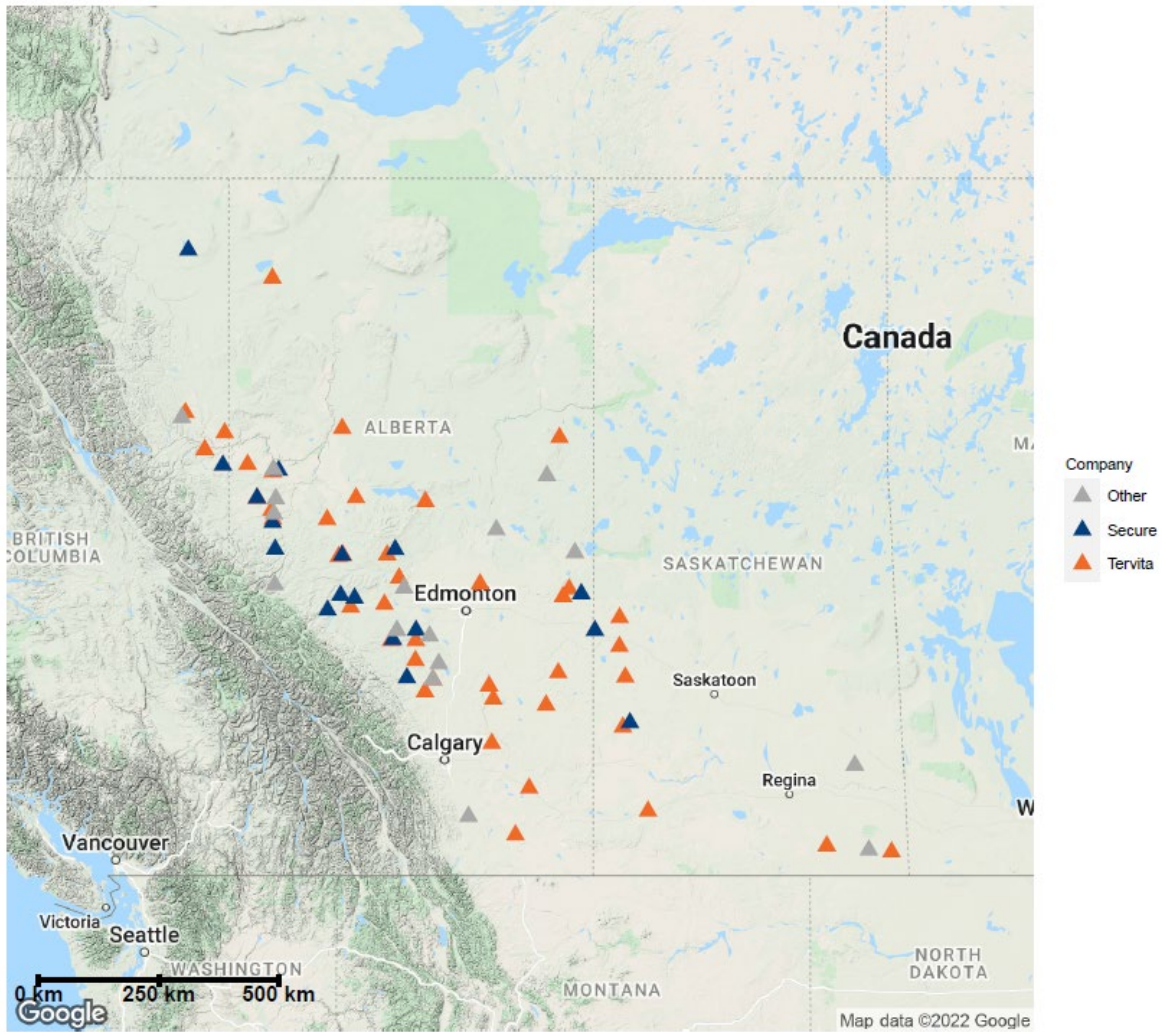 Canada
ALBERTA
MA
BRITISH
COLUMBIA
SASKATCHEWAN
Edmonton
Saskatoon
Calgary
Regina
W
Vancouver
Victoria
Seattle
WASHINGTON
NORTH
DAKOTA
MONTANA
0 km 250 km 500 km
Google
Map data ©2022 Google
Company
Other
Secure
Tervita